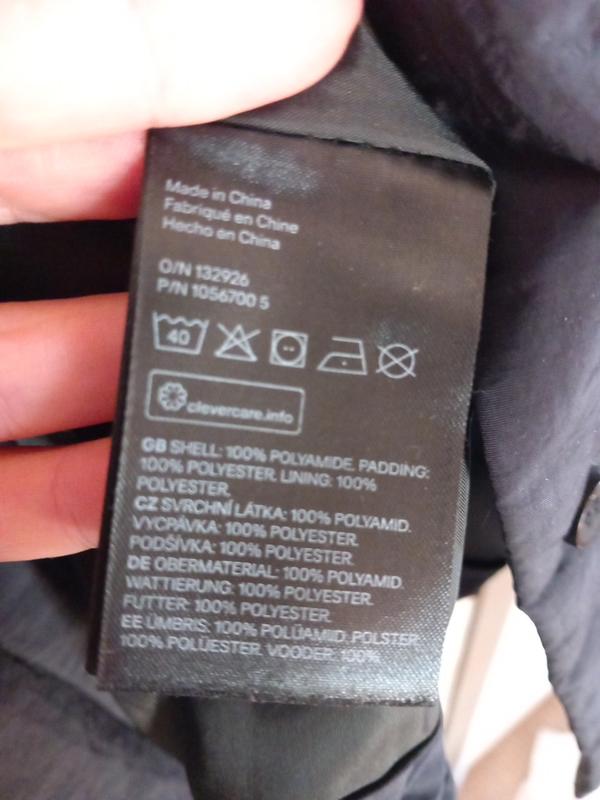 Made in China
Fabriqué en Chine
Hecho en China
O/N 132926
P/N 1056700 5
40
clevercare.info
GB SHELL: 100% POLYAMIDE. PADDING:
100% POLYESTER. LINING: 100%
POLYESTER.
CZ SVRCHNÍ LÁTKA: 100% POLYAMID.
VYCPÁVKA: 100% POLYESTER.
PODŠÍVKA: 100% POLYESTER.
DE OBERMATERIAL: 100% POLYAMID.
WATTIERUNG: 100% POLYESTER.
FUTTER: 100% POLYESTER.
EE ÜMBRIS: 100% POLÜAMIID. POLSTER:
100% POLÜESTER. VOODER: 100%